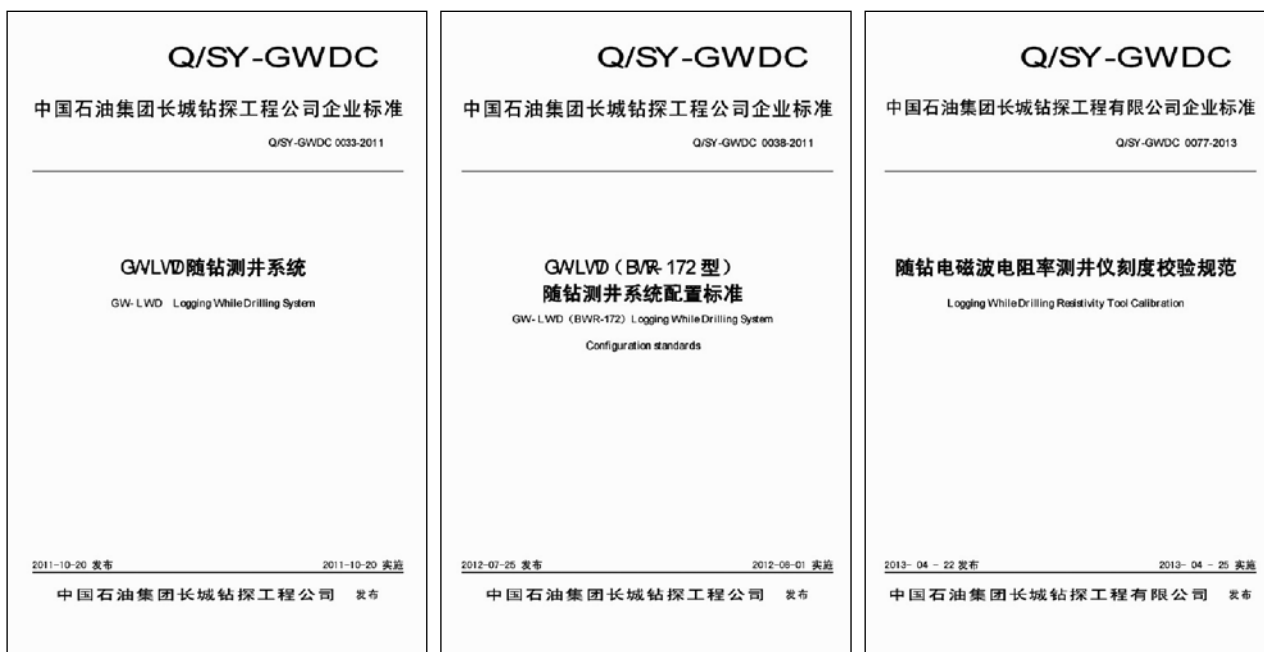 Q/SY-GWDC
中国石油集团长城钻探工程公司企业标准
Q/SY-GWDC 0033-2011
GW-LWD随钻测井系统
GW-LWD Logging While Drilling System
2011-10-20 发布 2011-10-20 实施
中国石油集团长城钻探工程公司 发布
Q/SY-GWDC
中国石油集团长城钻探工程公司企业标准
Q/SY-GWDC 0038-2011
GW-LWD（BWR-172 型）
随钻测井系统配置标准
GW-LWD（BWR-172）Logging While Drilling System
Configuration standards
2012-07-25 发布 2012-08-01 实施
中国石油集团长城钻探工程公司 发布
Q/SY-GWDC
中国石油集团长城钻探工程有限公司企业标准
Q/SY-GWDC 0077-2013
随钻电磁波电阻率测井仪刻度校验规范
Logging While Drilling Resistivity Tool Calibration
2013- 04 - 22 发布 2013- 04 - 25 实施
中国石油集团长城钻探工程有限公司 发布